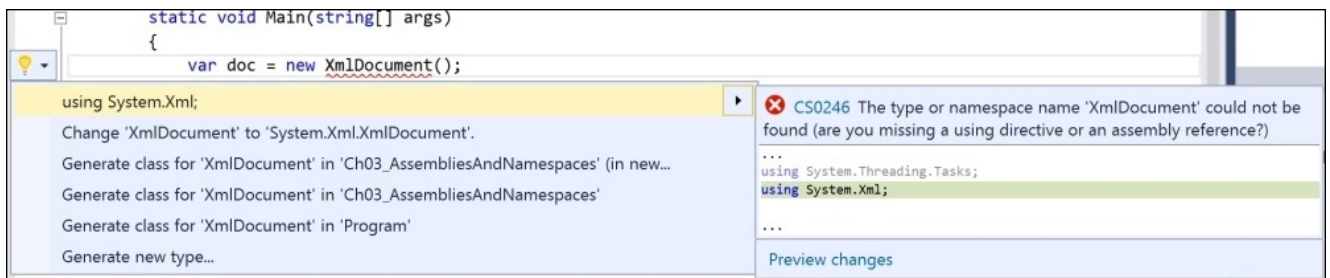 static void Main(string[] args)
{
var doc = new XmlDocument();
using System.Xml;
Change 'XmlDocument' to 'System.Xml.XmlDocument'.
Generate class for 'XmlDocument' in 'Ch03_AssembliesAndNamespaces' (in new...
Generate class for 'XmlDocument' in 'Ch03_AssembliesAndNamespaces'
Generate class for 'XmlDocument' in 'Program'
Generate new type...
CS0246 The type or namespace name 'XmlDocument' could not be
found (are you missing a using directive or an assembly reference?)
...
using System.Threading.Tasks;
using System.Xml;
...
Preview changes